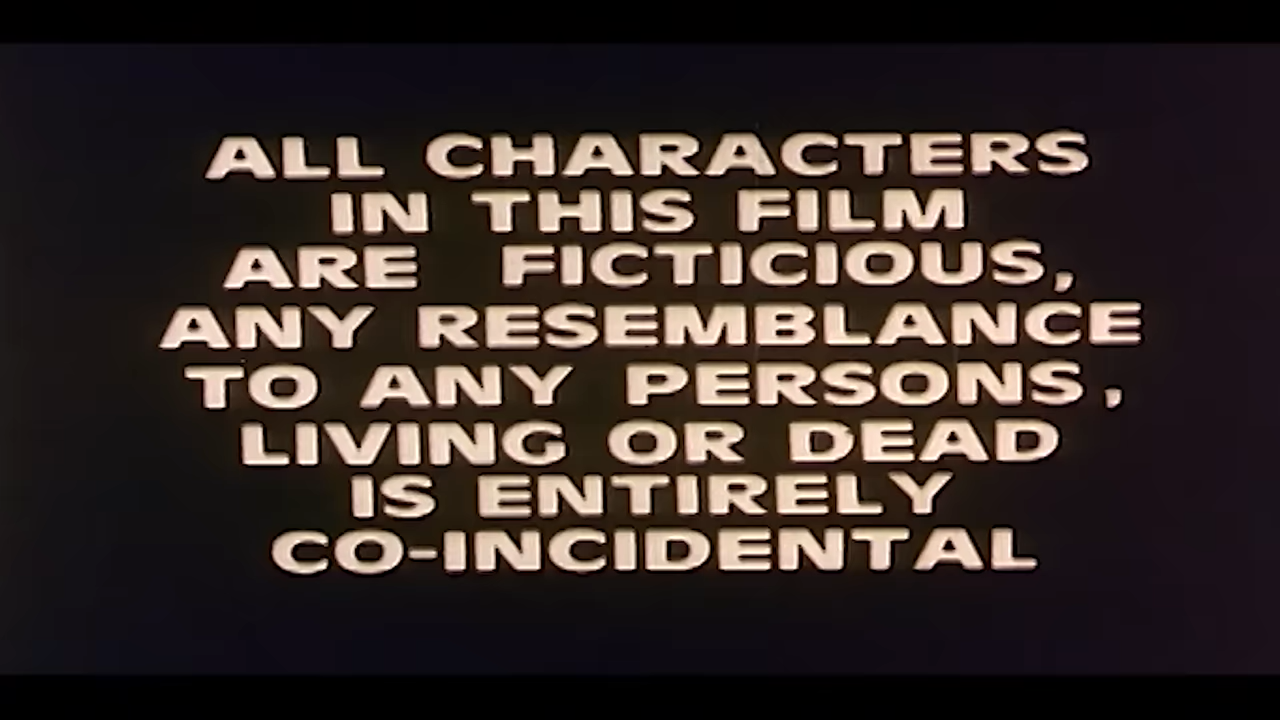 ALL CHARACTERS
IN THIS FILM
ARE FICTICIOUS,
ANY RESEMBLANCE
TO ANY PERSONS,
LIVING OR DEAD
IS ENTIRELY
CO-INCIDENTAL